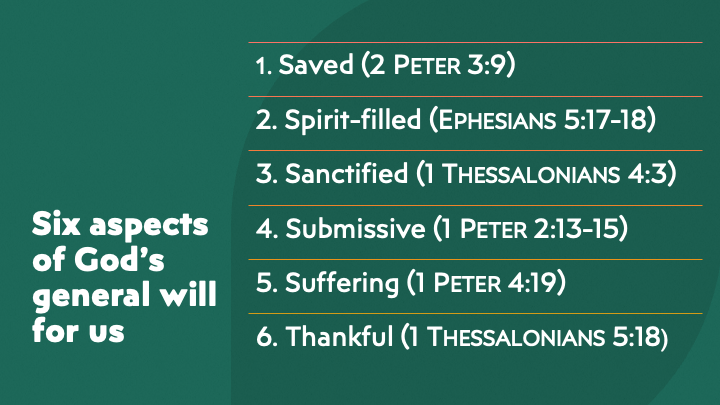 Six aspects
of God's
general will
for us
1. Saved (2 PETER 3:9)
2. Spirit-filled (EPHESIANS 5:17-18)
3. Sanctified (1 THESSALONIANS 4:3)
4. Submissive (1 PETER 2:13-15)
5. Suffering (1 PETER 4:19)
6. Thankful (1 THESSALONIANS 5:18)